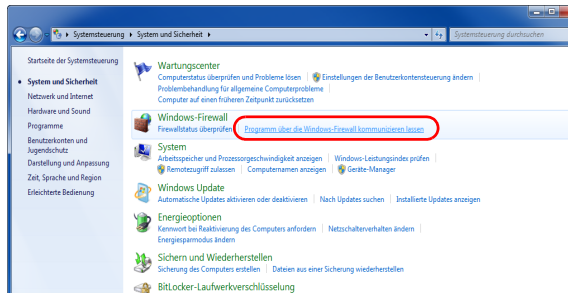 Systemsteuerung ▸ System und Sicherheit ▸
Systemsteuerung durchsuchen
Startseite der Systemsteuerung
System und Sicherheit
Netzwerk und Internet
Hardware und Sound
Programme
Benutzerkonten und
Jugendschutz
Darstellung und Anpassung
Zeit, Sprache und Region
Erleichterte Bedienung
Wartungscenter
Computerstatus überprüfen und Probleme lösen
Einstellungen der Benutzerkontensteuerung ändern
Problembehandlung für allgemeine Computerprobleme
Computer auf einen früheren Zeitpunkt zurücksetzen
Windows-Firewall
Firewallstatus überprüfen
Programm über die Windows-Firewall kommunizieren lassen
System
Arbeitsspeicher und Prozessorgeschwindigkeit anzeigen
Windows-Leistungsindex prüfen
Remotezugriff zulassen
Computernamen anzeigen
Geräte-Manager
Windows Update
Automatische Updates aktivieren oder deaktivieren
Nach Updates suchen
Installierte Updates anzeigen
Energieoptionen
Kennwort bei Reaktivierung des Computers anfordern
Netzschalterverhalten ändern
Energiesparmodus ändern
Sichern und Wiederherstellen
Sicherung des Computers erstellen
Dateien aus einer Sicherung wiederherstellen
BitLocker-Laufwerkverschlüsselung